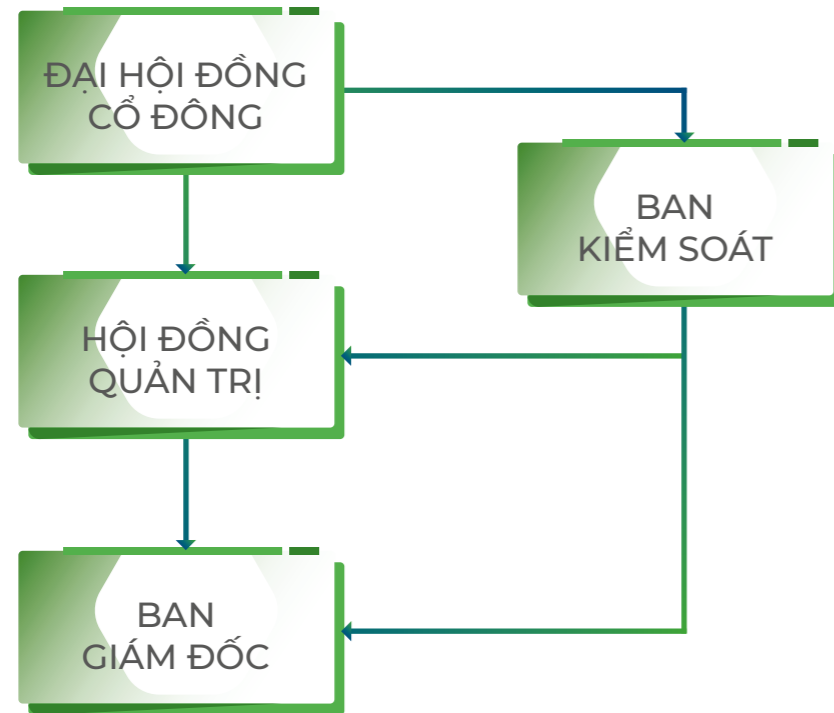 ĐẠI HỘI ĐỒNG
CỔ ĐÔNG
BAN
KIỂM SOÁT
HỘI ĐỒNG
QUẢN TRỊ
BAN
GIÁM ĐỐC